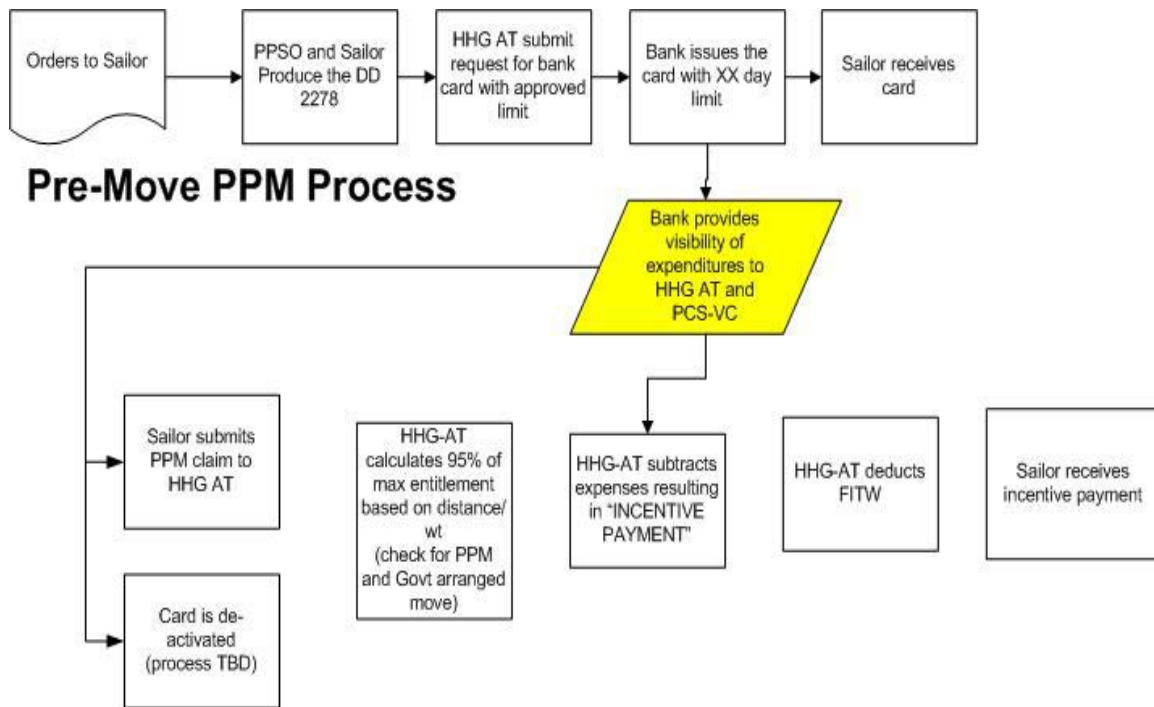 Orders to Sailor
PPSO and Sailor
Produce the DD
2278
HHG AT submit
request for bank
card with approved
limit
Bank issues the
card with XX day
limit
Sailor receives
card
Pre-Move PPM Process
Bank provides
visibility of
expenditures to
HHG AT and
PCS-VC
Sailor submits
PPM claim to
HHG AT
HHG-AT
calculates 95% of
max entitlement
based on distance/
wt
(check for PPM
and Govt arranged
move)
HHG-AT subtracts
expenses resulting
in “INCENTIVE
PAYMENT”
HHG-AT deducts
FITW
Sailor receives
incentive payment
Card is de-
activated
(process TBD)